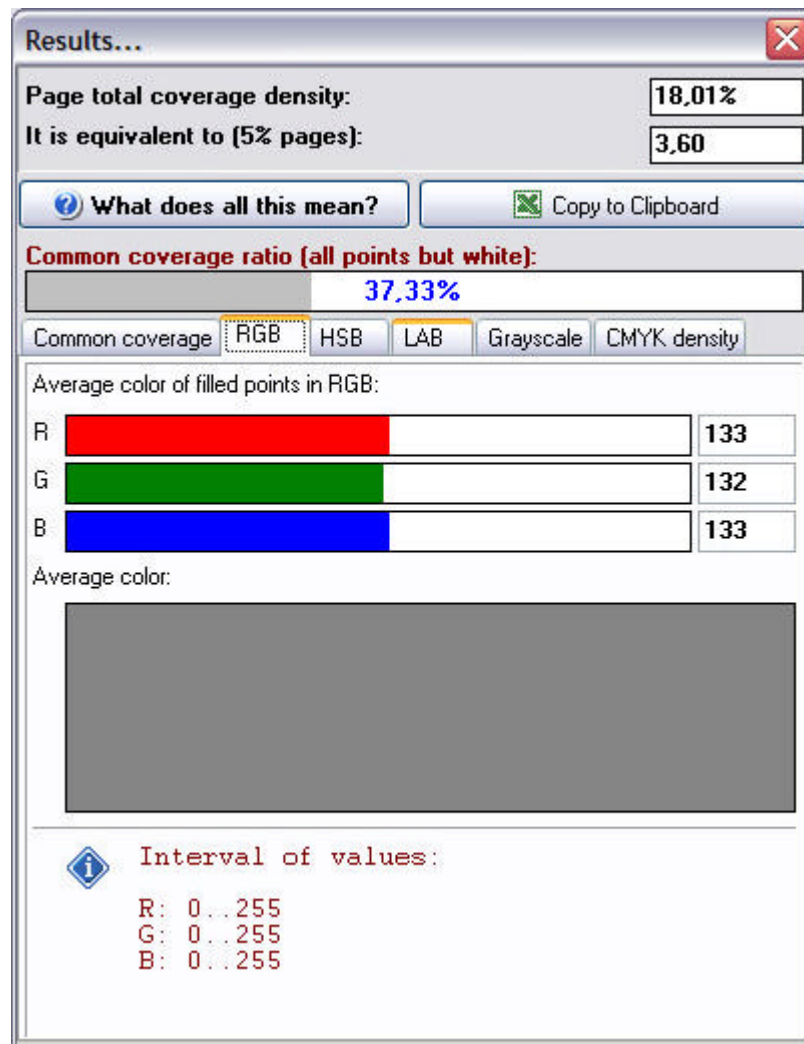 Results...
Page total coverage density: 18,01%
It is equivalent to (5% pages): 3,60
What does all this mean? Copy to Clipboard
Common coverage ratio (all points but white):
37,33%
Common coverage RGB HSB LAB Grayscale CMYK density
Average color of filled points in RGB:
R 133
G 132
B 133
Average color:
Interval of values:
R: 0..255
G: 0..255
B: 0..255